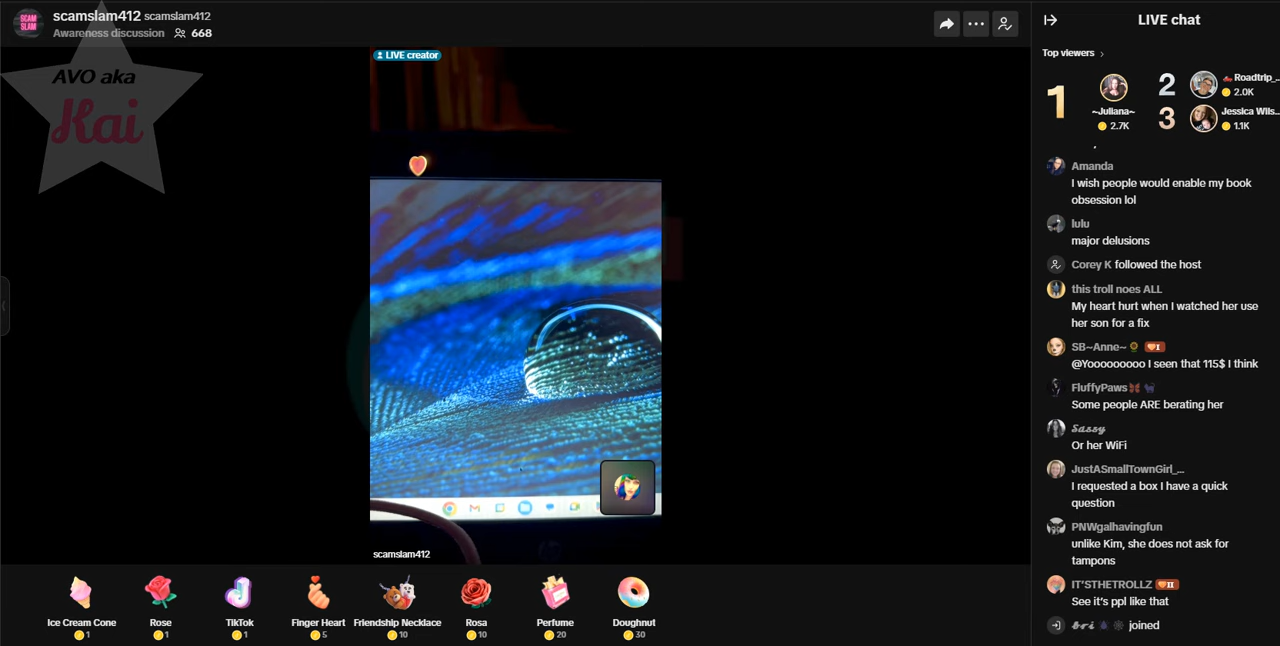 SCAM
SLAM
scamslam412 scamslam412
Awareness discussion 668
AVO aka
Kai
LIVE creator
scamslam412
Ice Cream Cone
1
Rose
1
TikTok
1
Finger Heart
5
Friendship Necklace
10
Rosa
10
Perfume
20
Doughnut
30
LIVE chat
Top viewers
1
~Juliana~
2.7K
2
Roadtrip_...
2.0K
3
Jessica Wils...
1.1K
Amanda
I wish people would enable my book
obsession lol
lulu
major delusions
Corey K followed the host
this troll noes ALL
My heart hurt when I watched her use
her son for a fix
SB~Anne~🌻 I
@Yooooooooo I seen that 115$ I think
FluffyPaws🦋🐈‍⬛
Some people ARE berating her
𝓢𝓪𝓼𝓼𝔂
Or her WiFi
JustASmallTownGirl_...
I requested a box I have a quick
question
PNWgalhavingfun
unlike Kim, she does not ask for
tampons
IT'STHETROLLZ II
See it's ppl like that
𝓫𝓻𝓲 joined